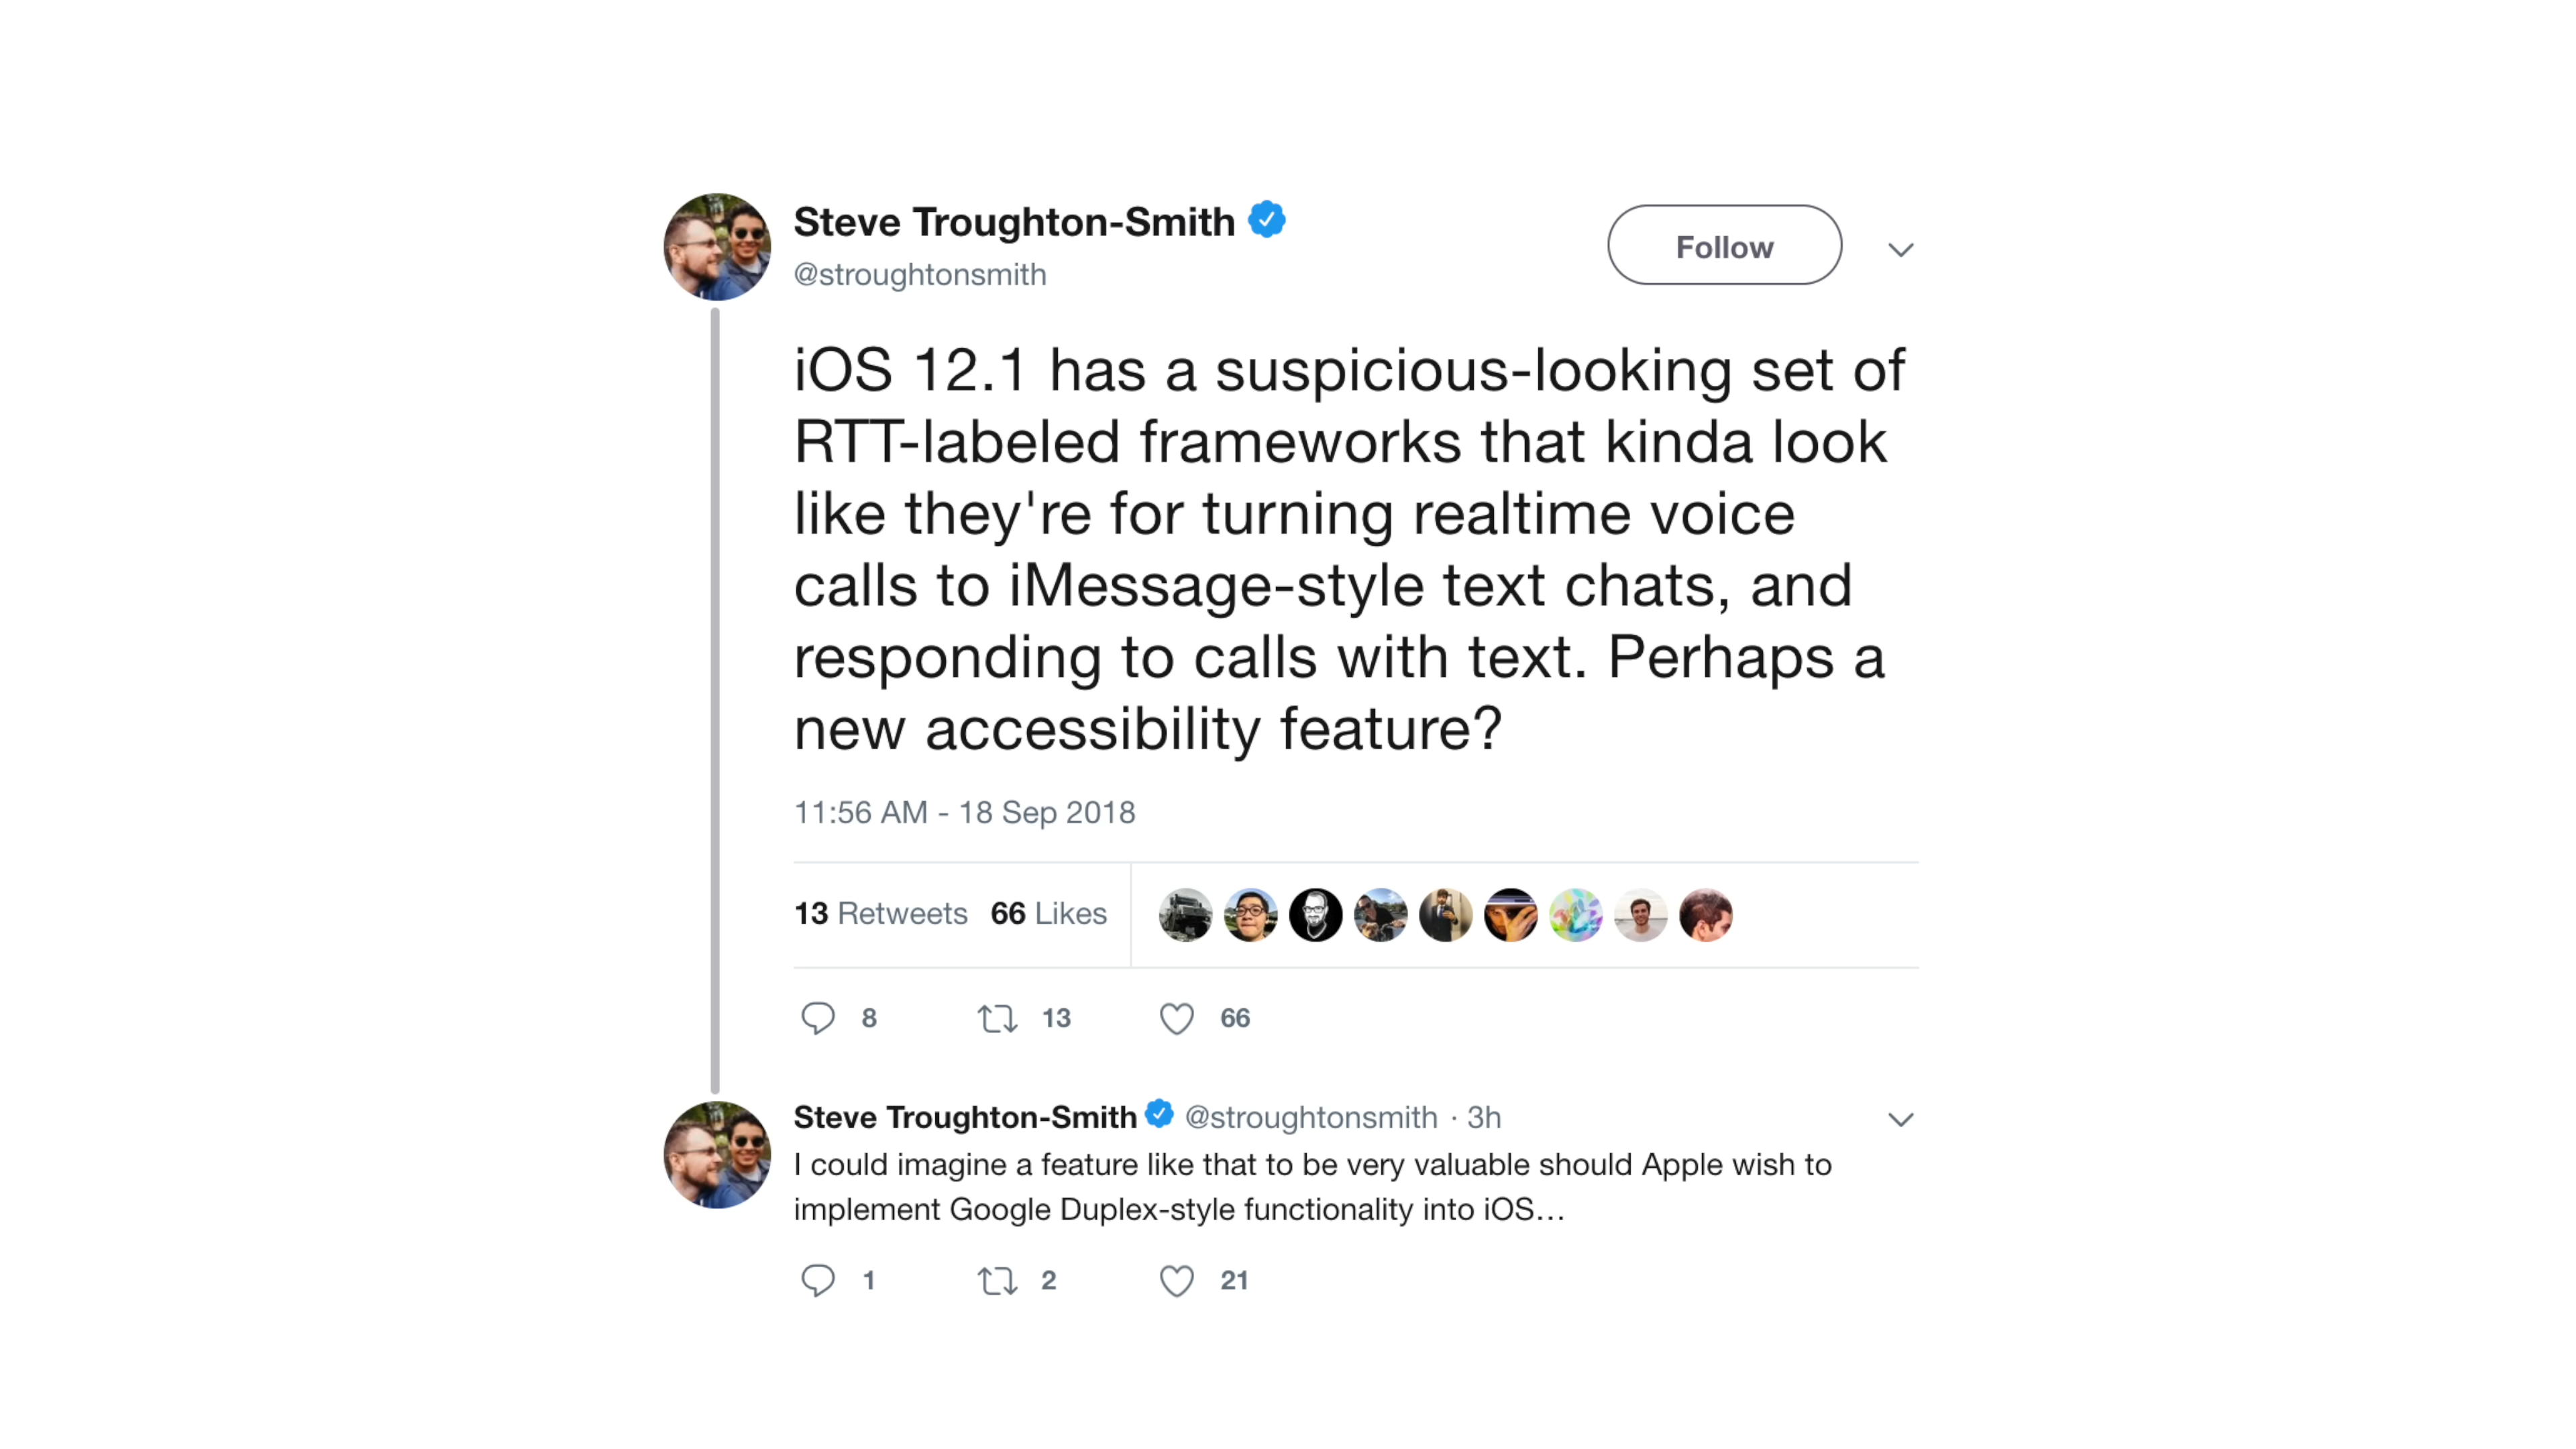 Steve Troughton-Smith
@stroughtonsmith
Follow
iOS 12.1 has a suspicious-looking set of
RTT-labeled frameworks that kinda look
like they're for turning realtime voice
calls to iMessage-style text chats, and
responding to calls with text. Perhaps a
new accessibility feature?
11:56 AM - 18 Sep 2018
13 Retweets 66 Likes
8 13 66
Steve Troughton-Smith @stroughtonsmith · 3h
I could imagine a feature like that to be very valuable should Apple wish to
implement Google Duplex-style functionality into iOS…
1 2 21